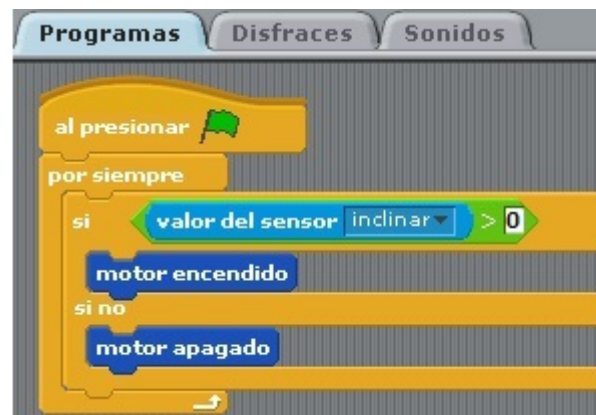 Programas Disfraces Sonidos
al presionar
por siempre
si valor del sensor inclinar > 0
motor encendido
si no
motor apagado